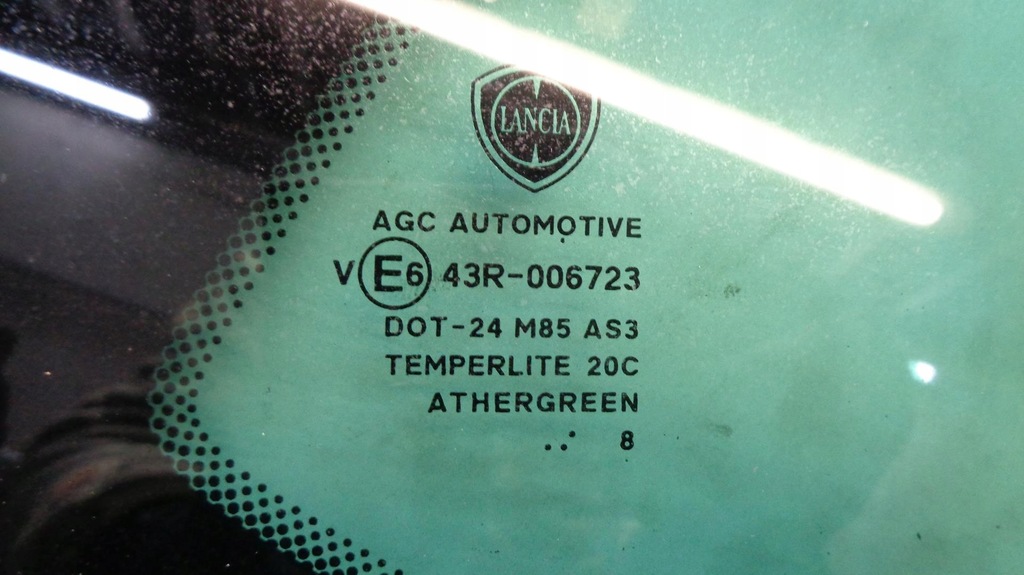 LANCIA
AGC AUTOMOTIVE
V E6 43R-006723
DOT-24 M85 AS3
TEMPERLITE 20C
ATHERGREEN
..• 8